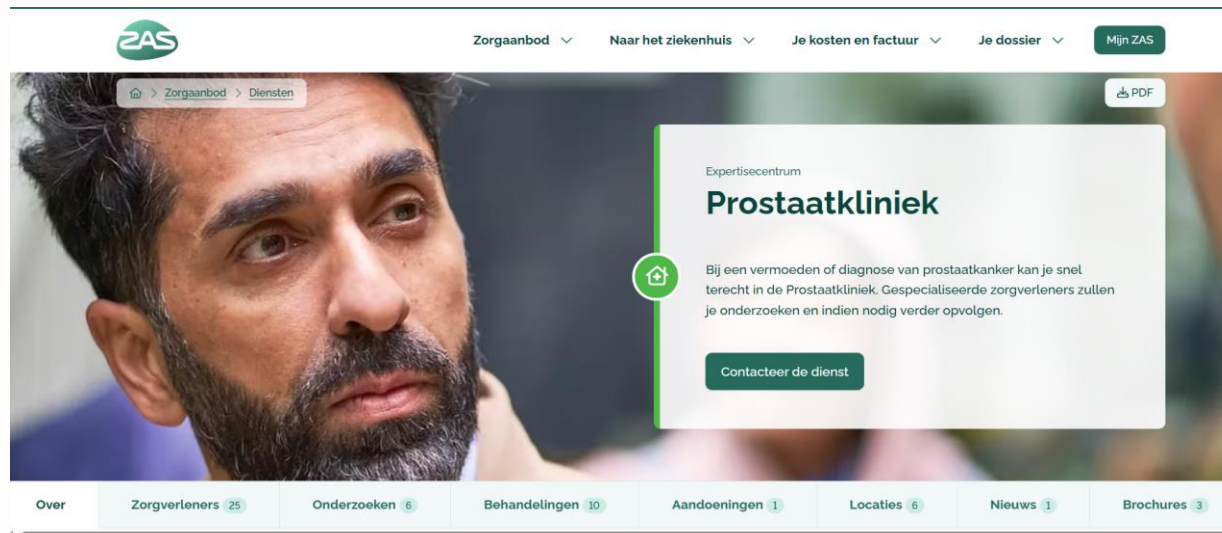 ZAS
Zorgaanbod
Naar het ziekenhuis
Je kosten en factuur
Je dossier
Mijn ZAS
> Zorgaanbod > Diensten
PDF
Expertisecentrum
Prostaatkliniek
Bij een vermoeden of diagnose van prostaatkanker kan je snel
terecht in de Prostaatkliniek. Gespecialiseerde zorgverleners zullen
je onderzoeken en indien nodig verder opvolgen.
Contacteer de dienst
Over
Zorgverleners 25
Onderzoeken 6
Behandelingen 10
Aandoeningen 1
Locaties 6
Nieuws 1
Brochures 3